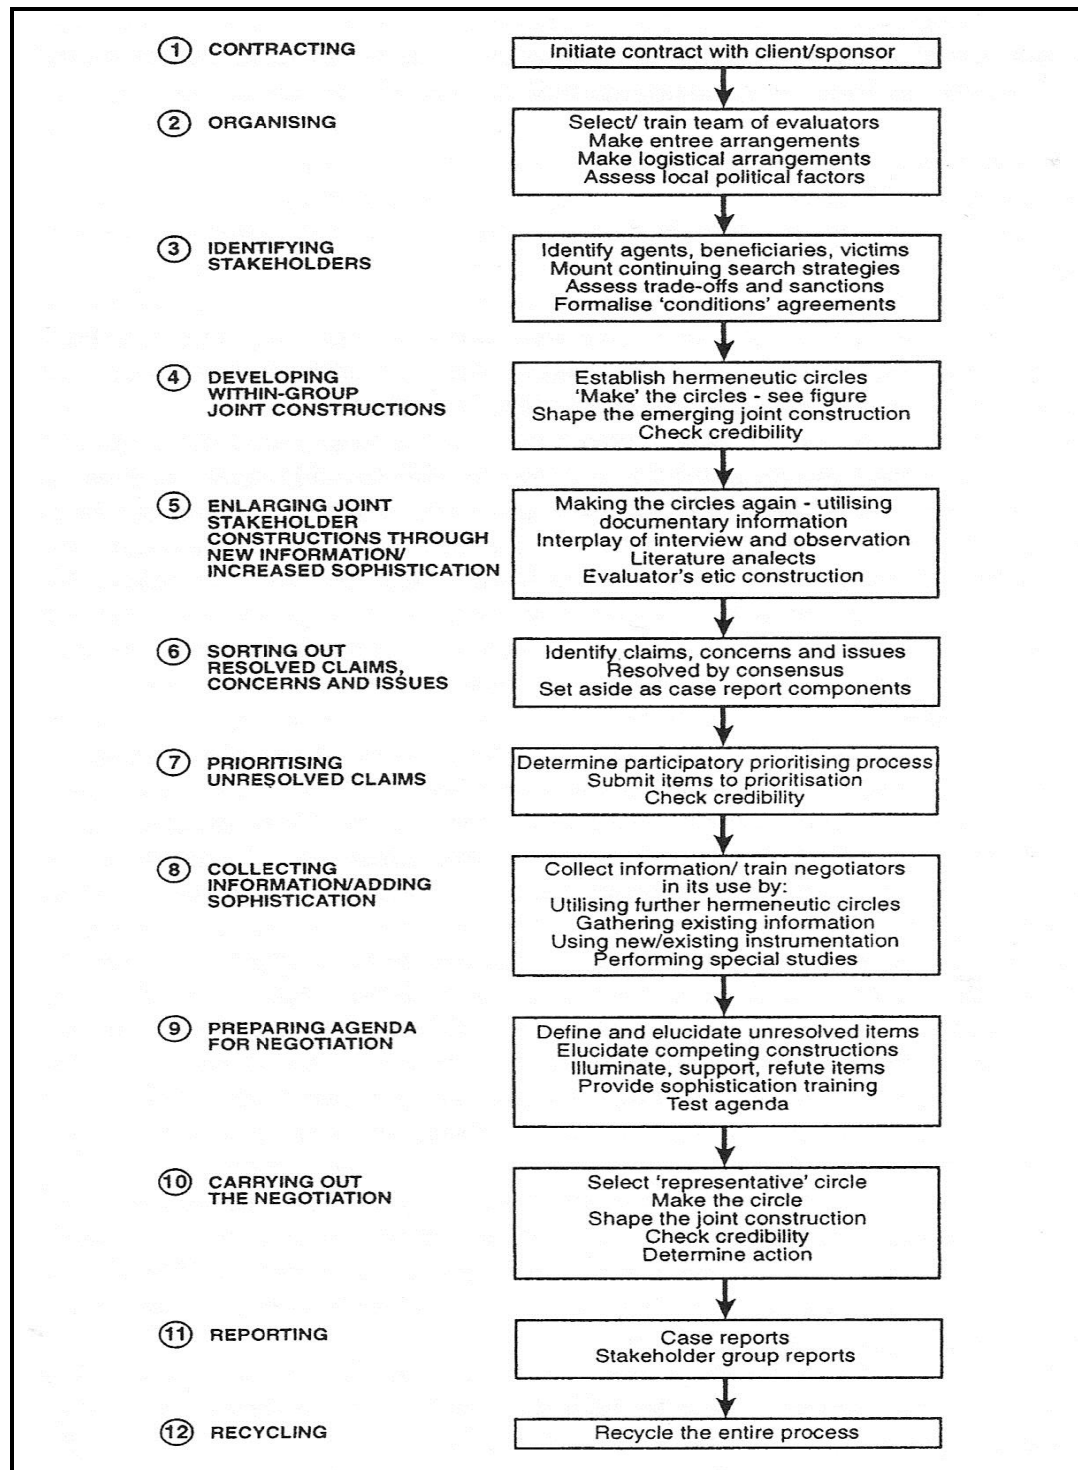 1 CONTRACTING
Initiate contract with client/sponsor
2 ORGANISING
Select/ train team of evaluators
Make entree arrangements
Make logistical arrangements
Assess local political factors
3 IDENTIFYING
STAKEHOLDERS
Identify agents, beneficiaries, victims
Mount continuing search strategies
Assess trade-offs and sanctions
Formalise ‘conditions’ agreements
4 DEVELOPING
WITHIN-GROUP
JOINT CONSTRUCTIONS
Establish hermeneutic circles
‘Make’ the circles - see figure
Shape the emerging joint construction
Check credibility
5 ENLARGING JOINT
STAKEHOLDER
CONSTRUCTIONS THROUGH
NEW INFORMATION/
INCREASED SOPHISTICATION
Making the circles again - utilising
documentary information
Interplay of interview and observation
Literature analects
Evaluator's etic construction
6 SORTING OUT
RESOLVED CLAIMS,
CONCERNS AND ISSUES
Identify claims, concerns and issues
Resolved by consensus
Set aside as case report components
7 PRIORITISING
UNRESOLVED CLAIMS
Determine participatory prioritising process
Submit items to prioritisation
Check credibility
8 COLLECTING
INFORMATION/ADDING
SOPHISTICATION
Collect information/ train negotiators
in its use by:
Utilising further hermeneutic circles
Gathering existing information
Using new/existing instrumentation
Performing special studies
9 PREPARING AGENDA
FOR NEGOTIATION
Define and elucidate unresolved items
Elucidate competing constructions
Illuminate, support, refute items
Provide sophistication training
Test agenda
10 CARRYING OUT
THE NEGOTIATION
Select ‘representative’ circle
Make the circle
Shape the joint construction
Check credibility
Determine action
11 REPORTING
Case reports
Stakeholder group reports
12 RECYCLING
Recycle the entire process